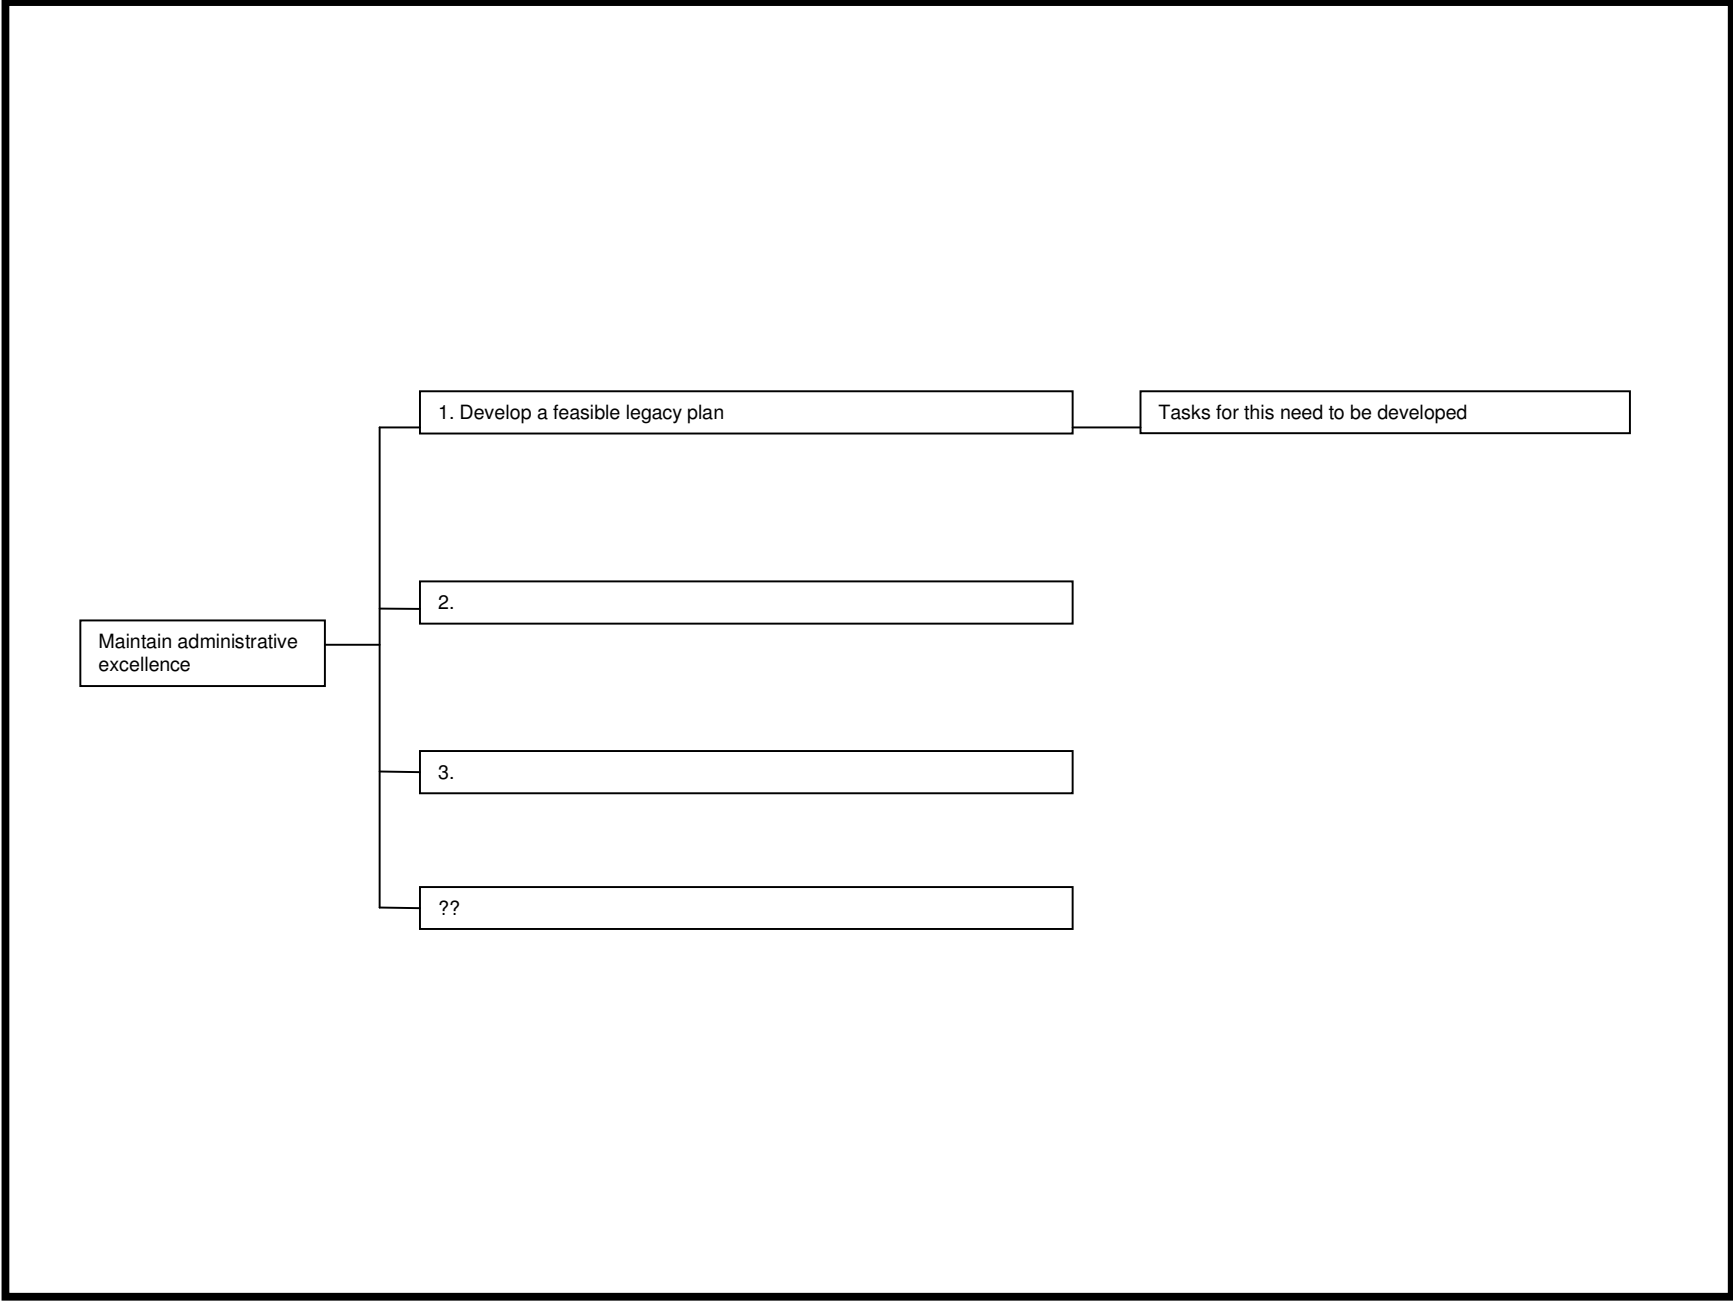 1. Develop a feasible legacy plan
Tasks for this need to be developed
2.
Maintain administrative
excellence
3.
??